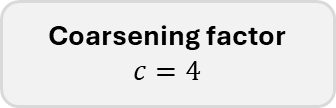 Coarsening factor
c = 4